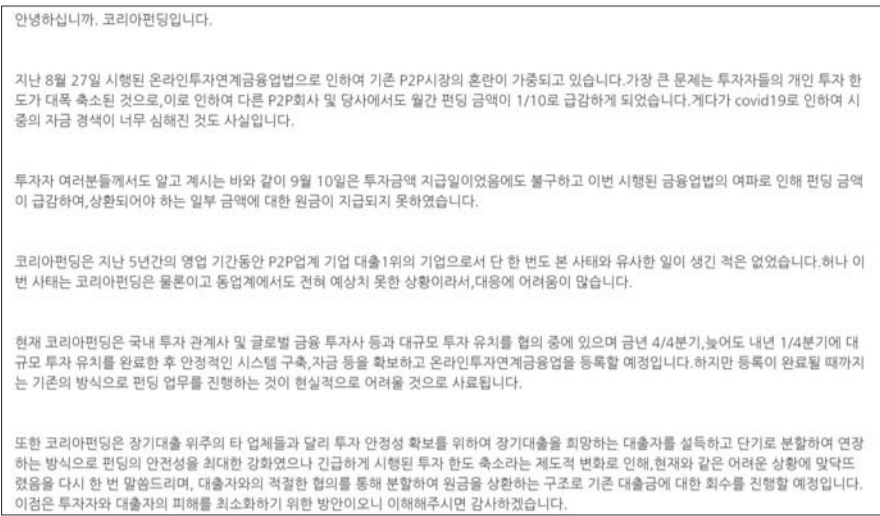 안녕하십니까. 코리아펀딩입니다.
지난 8월 27일 시행된 온라인투자연계금융업법으로 인하여 기존 P2P시장의 혼란이 가중되고 있습니다.가장 큰 문제는 투자자들의 개인 투자 한
도가 대폭 축소된 것으로,이로 인하여 다른 P2P회사 및 당사에서도 월간 펀딩 금액이 1/10로 급감하게 되었습니다.게다가 covid19로 인하여 시
중의 자금 경색이 너무 심해진 것도 사실입니다.
투자자 여러분들께서도 알고 계시는 바와 같이 9월 10일은 투자금액 지급일이었음에도 불구하고 이번 시행된 금융업법의 여파로 인해 펀딩 금액
이 급감하여,상환되어야 하는 일부 금액에 대한 원금이 지급되지 못하였습니다.
코리아펀딩은 지난 5년간의 영업 기간동안 P2P업계 기업 대출1위의 기업으로서 단 한 번도 본 사태와 유사한 일이 생긴 적은 없었습니다.허나 이
번 사태는 코리아펀딩은 물론이고 동업계에서도 전혀 예상치 못한 상황이라서,대응에 어려움이 많습니다.
현재 코리아펀딩은 국내 투자 관계사 및 글로벌 금융 투자사 등과 대규모 투자 유치를 협의 중에 있으며 금년 4/4분기,늦어도 내년 1/4분기에 대
규모 투자 유치를 완료한 후 안정적인 시스템 구축,자금 등을 확보하고 온라인투자연계금융업을 등록할 예정입니다.하지만 등록이 완료될 때까지
는 기존의 방식으로 펀딩 업무를 진행하는 것이 현실적으로 어려울 것으로 사료됩니다.
또한 코리아펀딩은 장기대출 위주의 타 업체들과 달리 투자 안정성 확보를 위하여 장기대출을 희망하는 대출자를 설득하고 단기로 분할하여 연장
하는 방식으로 펀딩의 안전성을 최대한 강화였으나 긴급하게 시행된 투자 한도 축소라는 제도적 변화로 인해,현재와 같은 어려운 상황에 맞닥뜨
렸음을 다시 한 번 말씀드리며, 대출자와의 적절한 협의를 통해 분할하여 원금을 상환하는 구조로 기존 대출금에 대한 회수를 진행할 예정입니다.
이점은 투자자와 대출자의 피해를 최소화하기 위한 방안이오니 이해해주시면 감사하겠습니다.